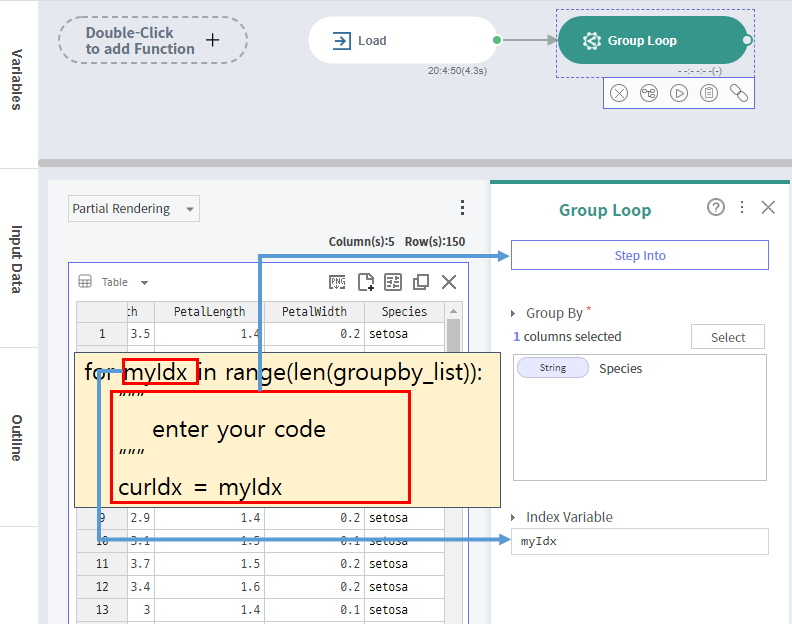 Variables
Input Data
Outline
Double-Click
to add Function
Load
20:4:50(4.3s)
Group Loop
- -:- -:- -(-)
Partial Rendering
Column(s):5 Row(s):150
Table
PNG
th PetalLength PetalWidth Species
1 3.5 1.4 0.2 setosa
for myIdx in range(len(groupby_list)):
"""
enter your code
"""
curIdx = myIdx
9 2.9 1.4 0.2 setosa
10 3.1 1.5 0.1 setosa
11 3.7 1.5 0.2 setosa
12 3.4 1.6 0.2 setosa
13 3 1.4 0.1 setosa
Group Loop
?
Step Into
Group By *
1 columns selected
Select
String Species
Index Variable
myIdx